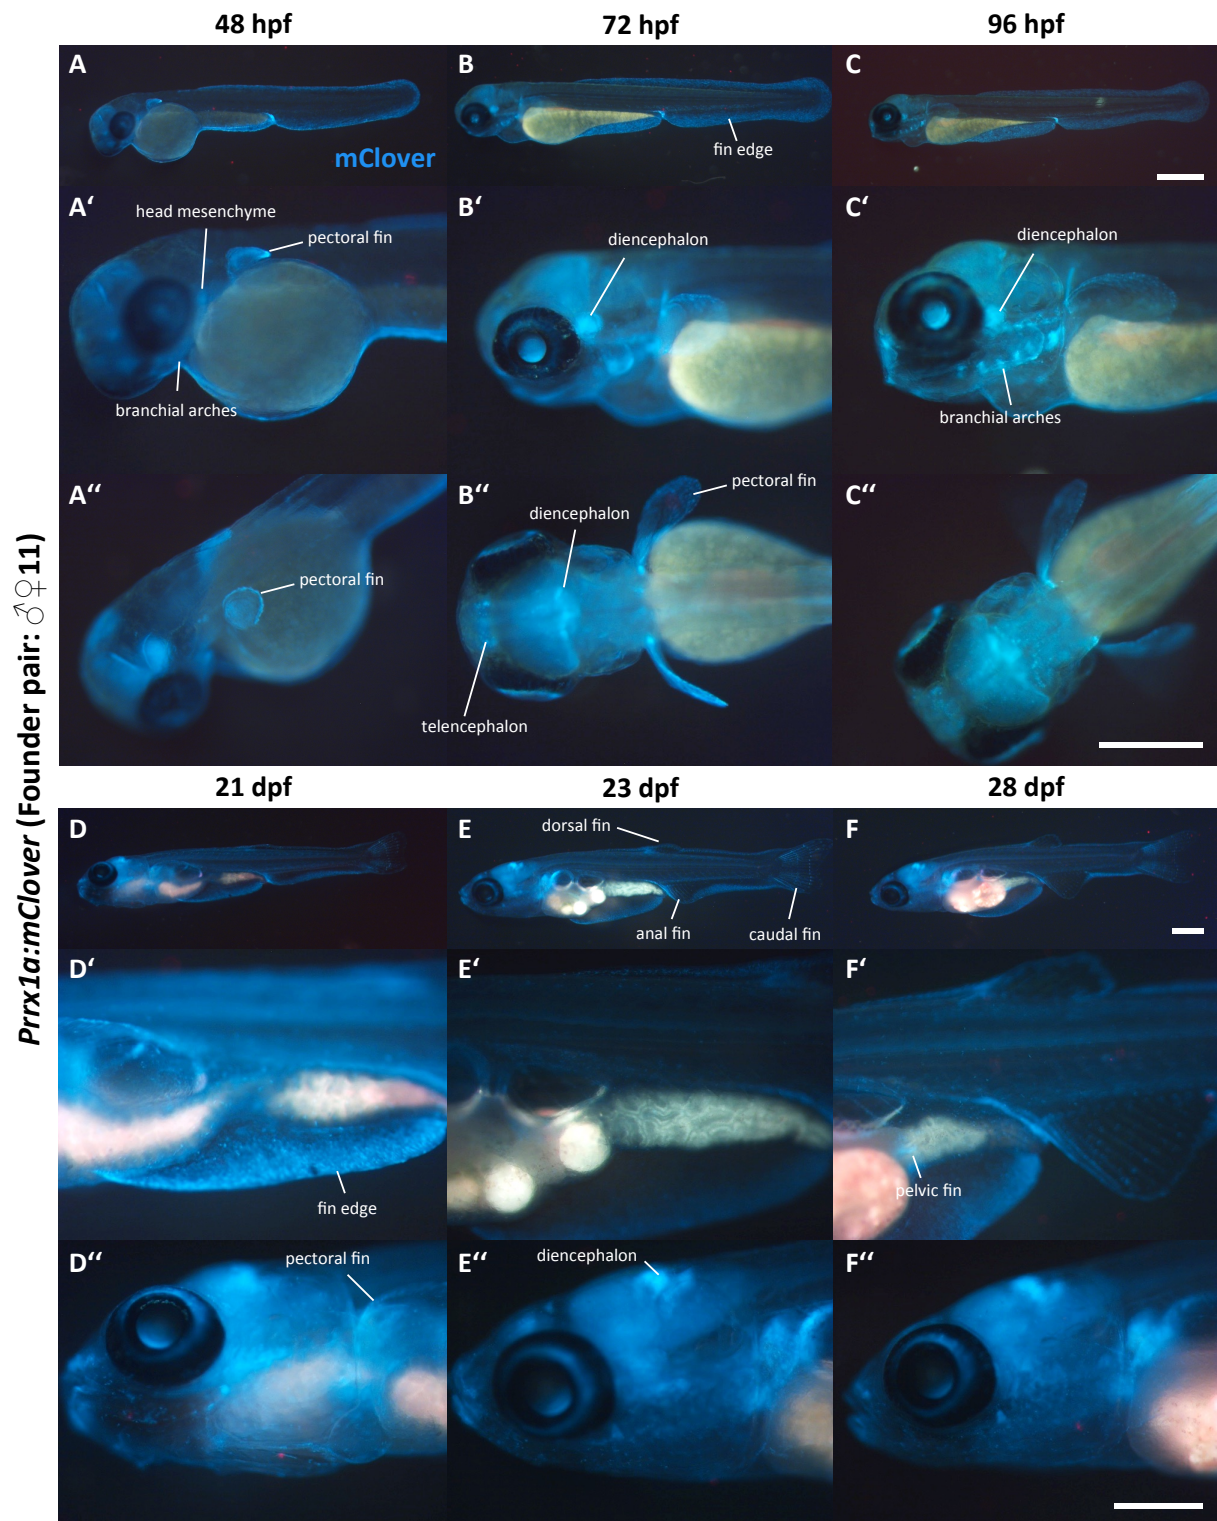 48 hpf
72 hpf
96 hpf
A
B
C
mClover
fin edge
A‘
B‘
C‘
head mesenchyme
pectoral fin
diencephalon
diencephalon
branchial arches
branchial arches
A“
B“
C“
pectoral fin
diencephalon
pectoral fin
telencephalon
Prrx1a:mClover (Founder pair: ♂♀11)
21 dpf
23 dpf
28 dpf
D
E
F
dorsal fin
anal fin
caudal fin
D‘
E‘
F‘
fin edge
pelvic fin
D“
E“
F“
pectoral fin
diencephalon